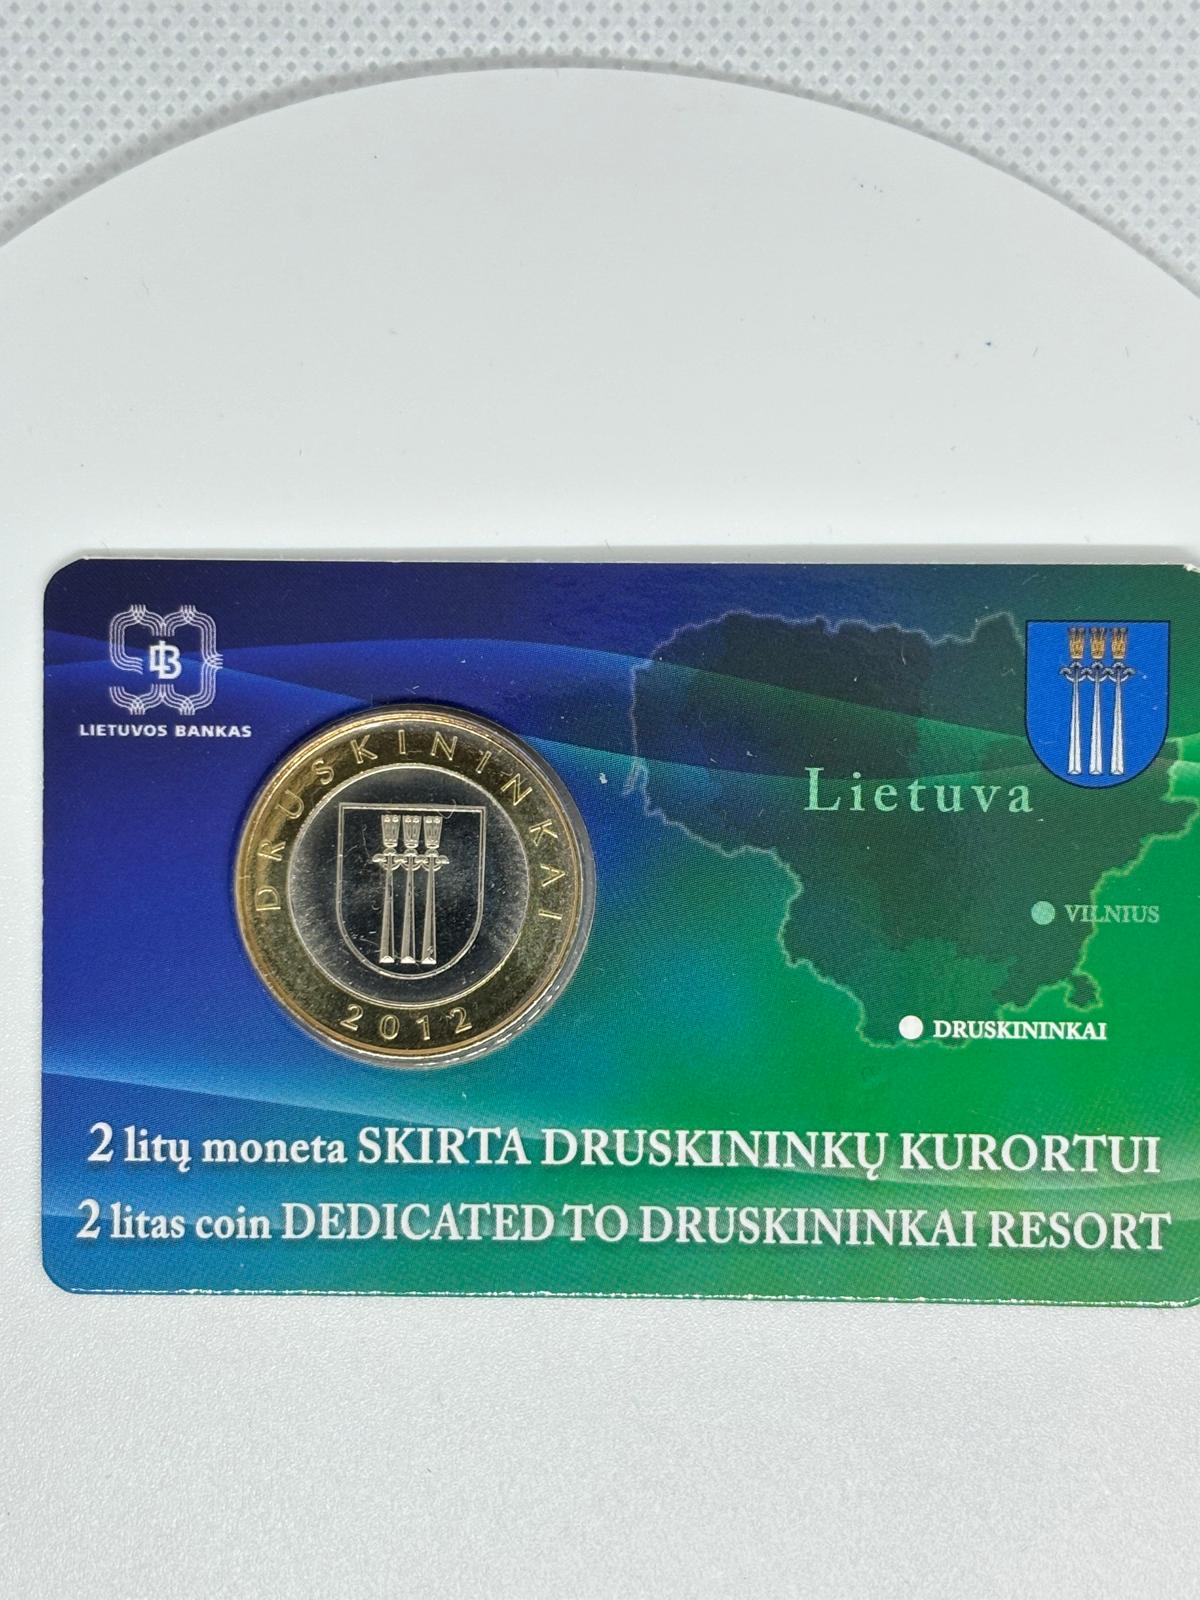 LIETUVOS BANKAS
DRUSKININKAI
2012
Lietuva
VILNIUS
DRUSKININKAI
2 litų moneta SKIRTA DRUSKININKŲ KURORTUI
2 litas coin DEDICATED TO DRUSKININKAI RESORT